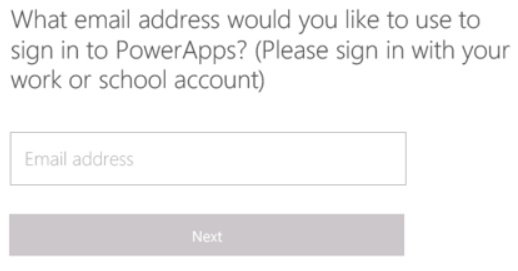 What email address would you like to use to
sign in to PowerApps? (Please sign in with your
work or school account)
Email address
Next